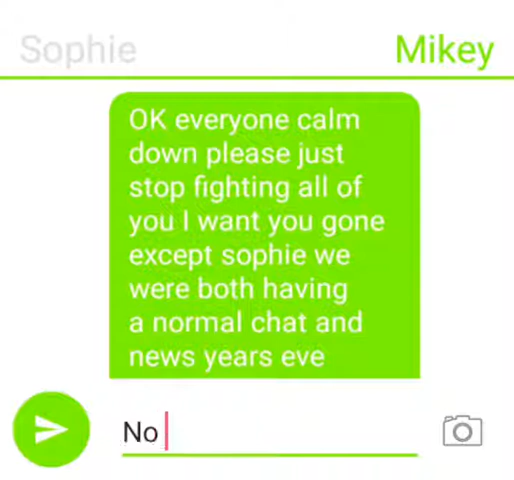 Sophie Mikey
OK everyone calm
down please just
stop fighting all of
you I want you gone
except sophie we
were both having
a normal chat and
news years eve
No